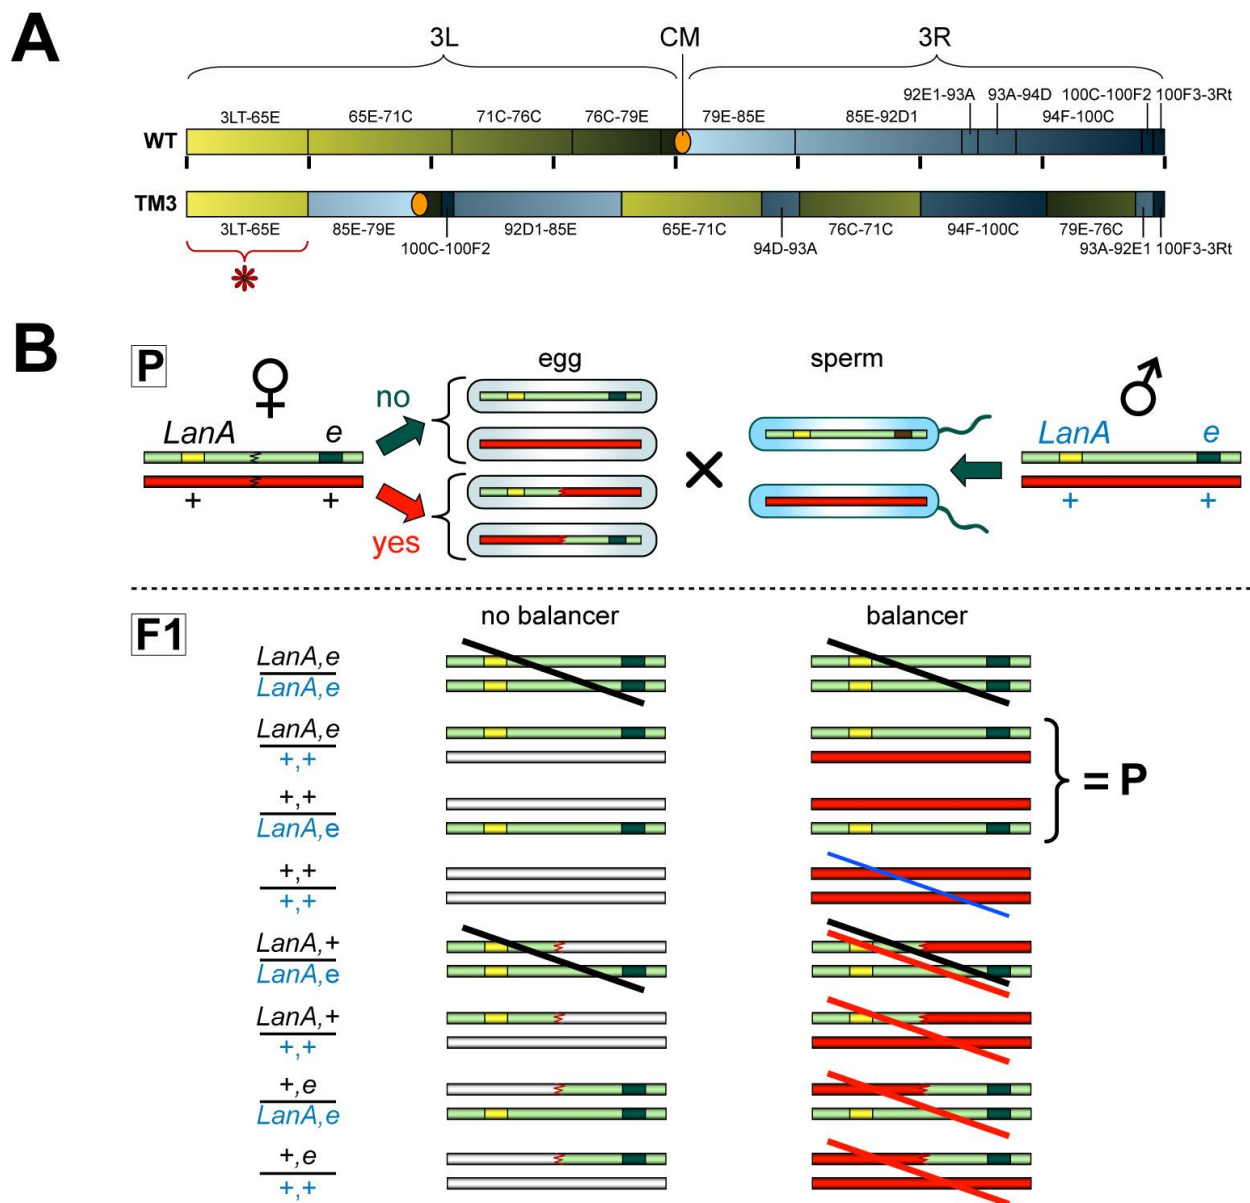 A
3L CM 3R
92E1-93A 93A-94D 100C-100F2 100F3-3Rt
3LT-65E 65E-71C 71C-76C 76C-79E 79E-85E 85E-92D1 94F-100C
WT
TM3
3LT-65E 85E-79E 92D1-85E 65E-71C 76C-71C 94F-100C 79E-76C
100C-100F2 94D-93A 93A-92E1 100F3-3Rt
B
P
egg sperm
no
LanA e
LanA e
+ +
+ +
yes
F1
no balancer balancer
LanA,e
LanA,e
LanA,e
+,+
= P
+,+
LanA,e
+,+
+,+
LanA,+
LanA,e
LanA,+
+,+
+,e
LanA,e
+,e
+,+